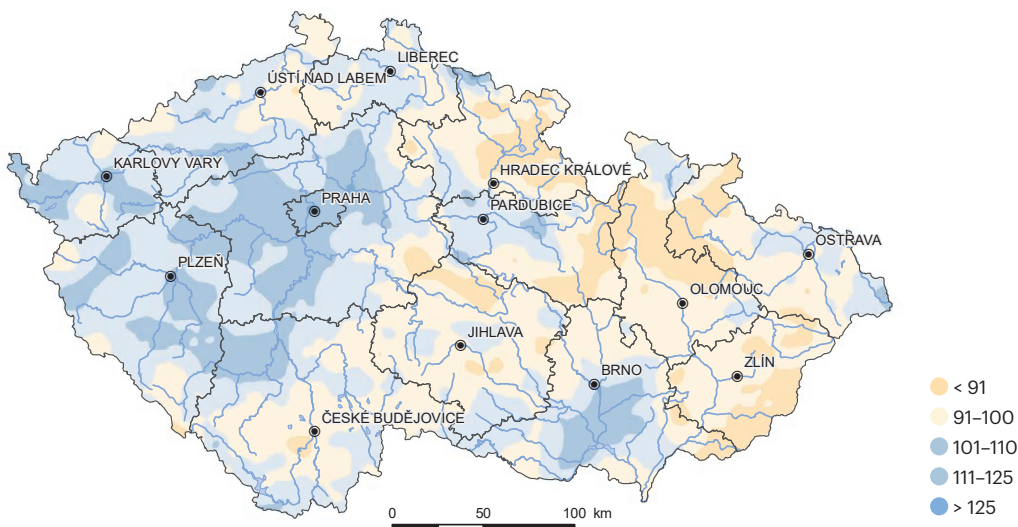 LIBEREC
ÚSTÍ NAD LABEM
KARLOVY VARY
HRADEC KRÁLOVÉ
PRAHA
PARDUBICE
OSTRAVA
PLZEŇ
OLOMOUC
JIHLAVA
ZLÍN
BRNO
ČESKÉ BUDĚJOVICE
< 91
91–100
101–110
111–125
> 125
0 50 100 km